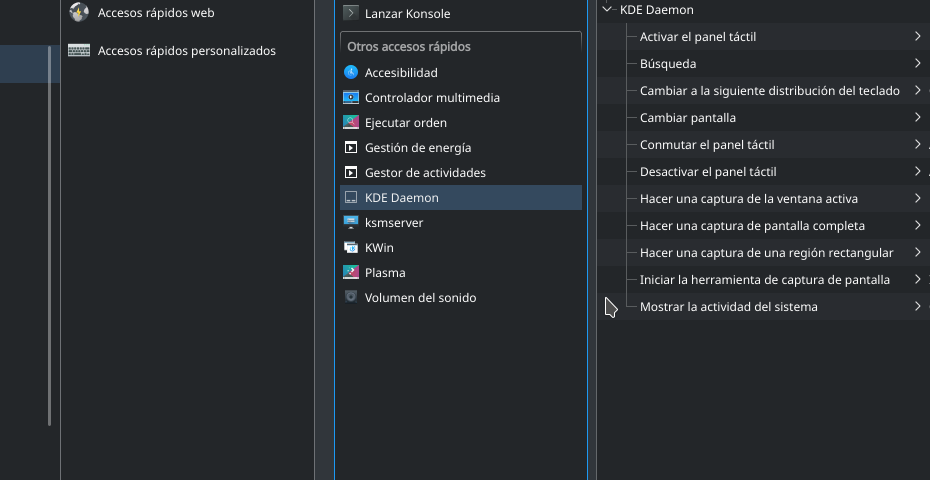 Accesos rápidos web
Accesos rápidos personalizados
Lanzar Konsole
Otros accesos rápidos
Accesibilidad
Controlador multimedia
Ejecutar orden
Gestión de energía
Gestor de actividades
KDE Daemon
ksmserver
KWin
Plasma
Volumen del sonido
KDE Daemon
Activar el panel táctil
Búsqueda
Cambiar a la siguiente distribución del teclado
Cambiar pantalla
Conmutar el panel táctil
Desactivar el panel táctil
Hacer una captura de la ventana activa
Hacer una captura de pantalla completa
Hacer una captura de una región rectangular
Iniciar la herramienta de captura de pantalla
Mostrar la actividad del sistema